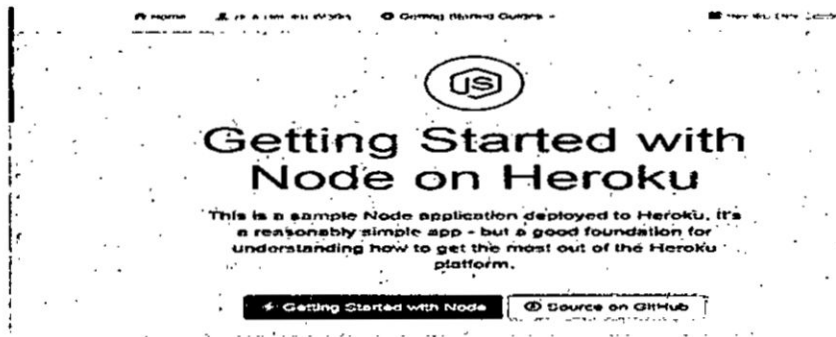 Home Getting Started Guides
JS
Getting Started with
Node on Heroku
This is a sample Node application deployed to Heroku. It's
a reasonably simple app - but a good foundation for
understanding how to get the most out of the Heroku
platform.
Getting Started with Node Source on GitHub